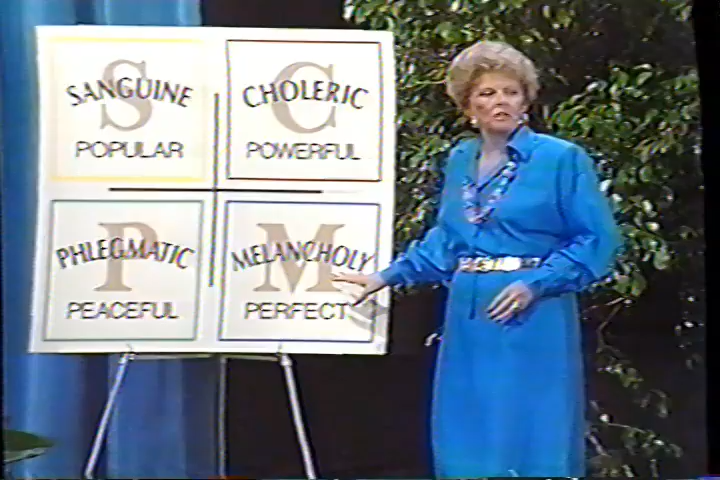 S
SANGUINE
POPULAR
C
CHOLERIC
POWERFUL
P
PHLEGMATIC
PEACEFUL
M
MELANCHOLY
PERFECT